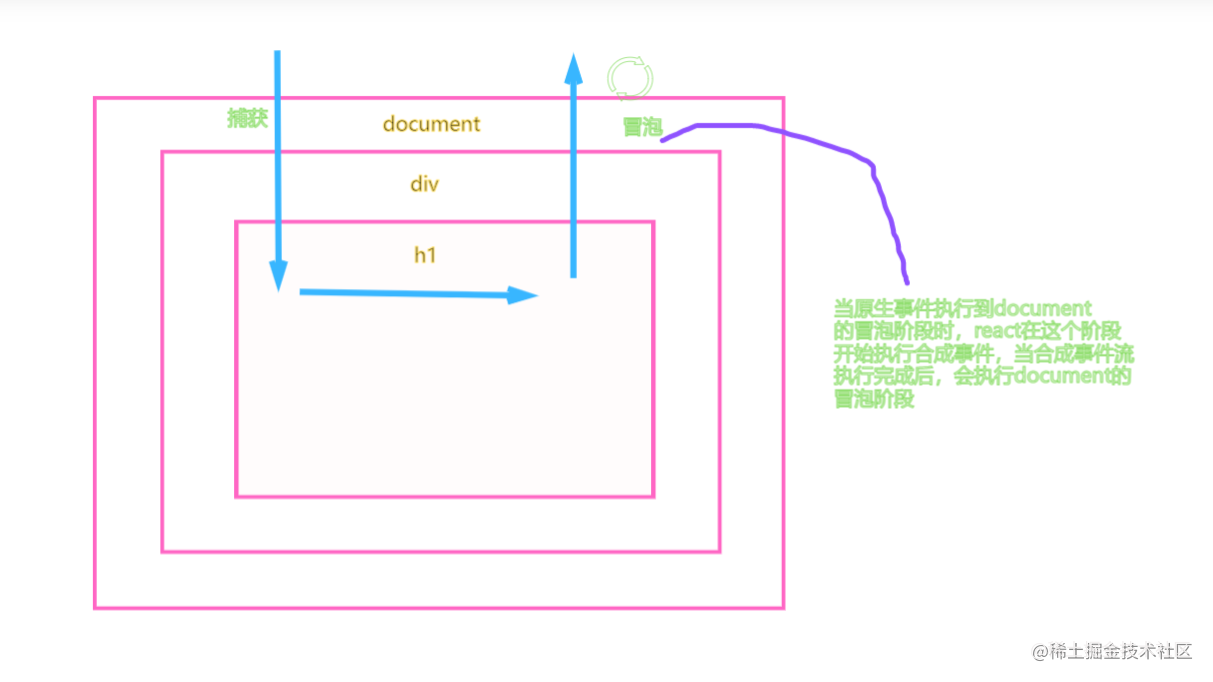 捕获
document
冒泡
div
h1
当原生事件执行到document
的冒泡阶段时，react在这个阶段
开始执行合成事件，当合成事件流
执行完成后，会执行document的
冒泡阶段
@稀土掘金技术社区